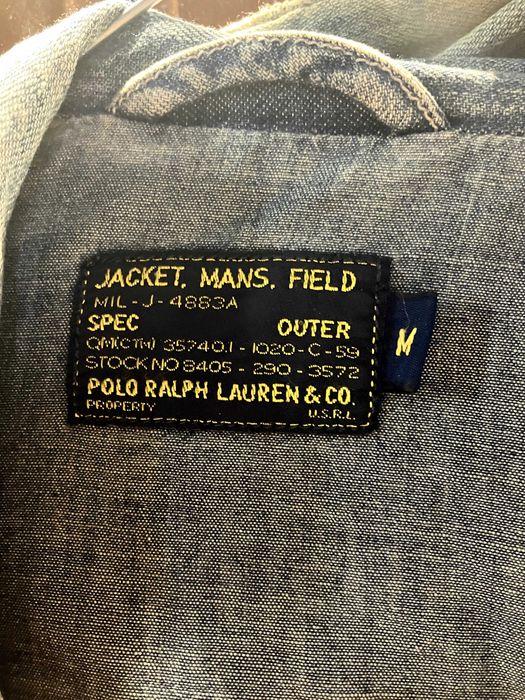 JACKET. MANS. FIELD
MIL-J-4883A
SPEC OUTER
QM(CTM) 35740.1-1020-C-59
STOCK NO 8405-290-3572
POLO RALPH LAUREN & CO.
PROPERTY U.S.R.L.
M